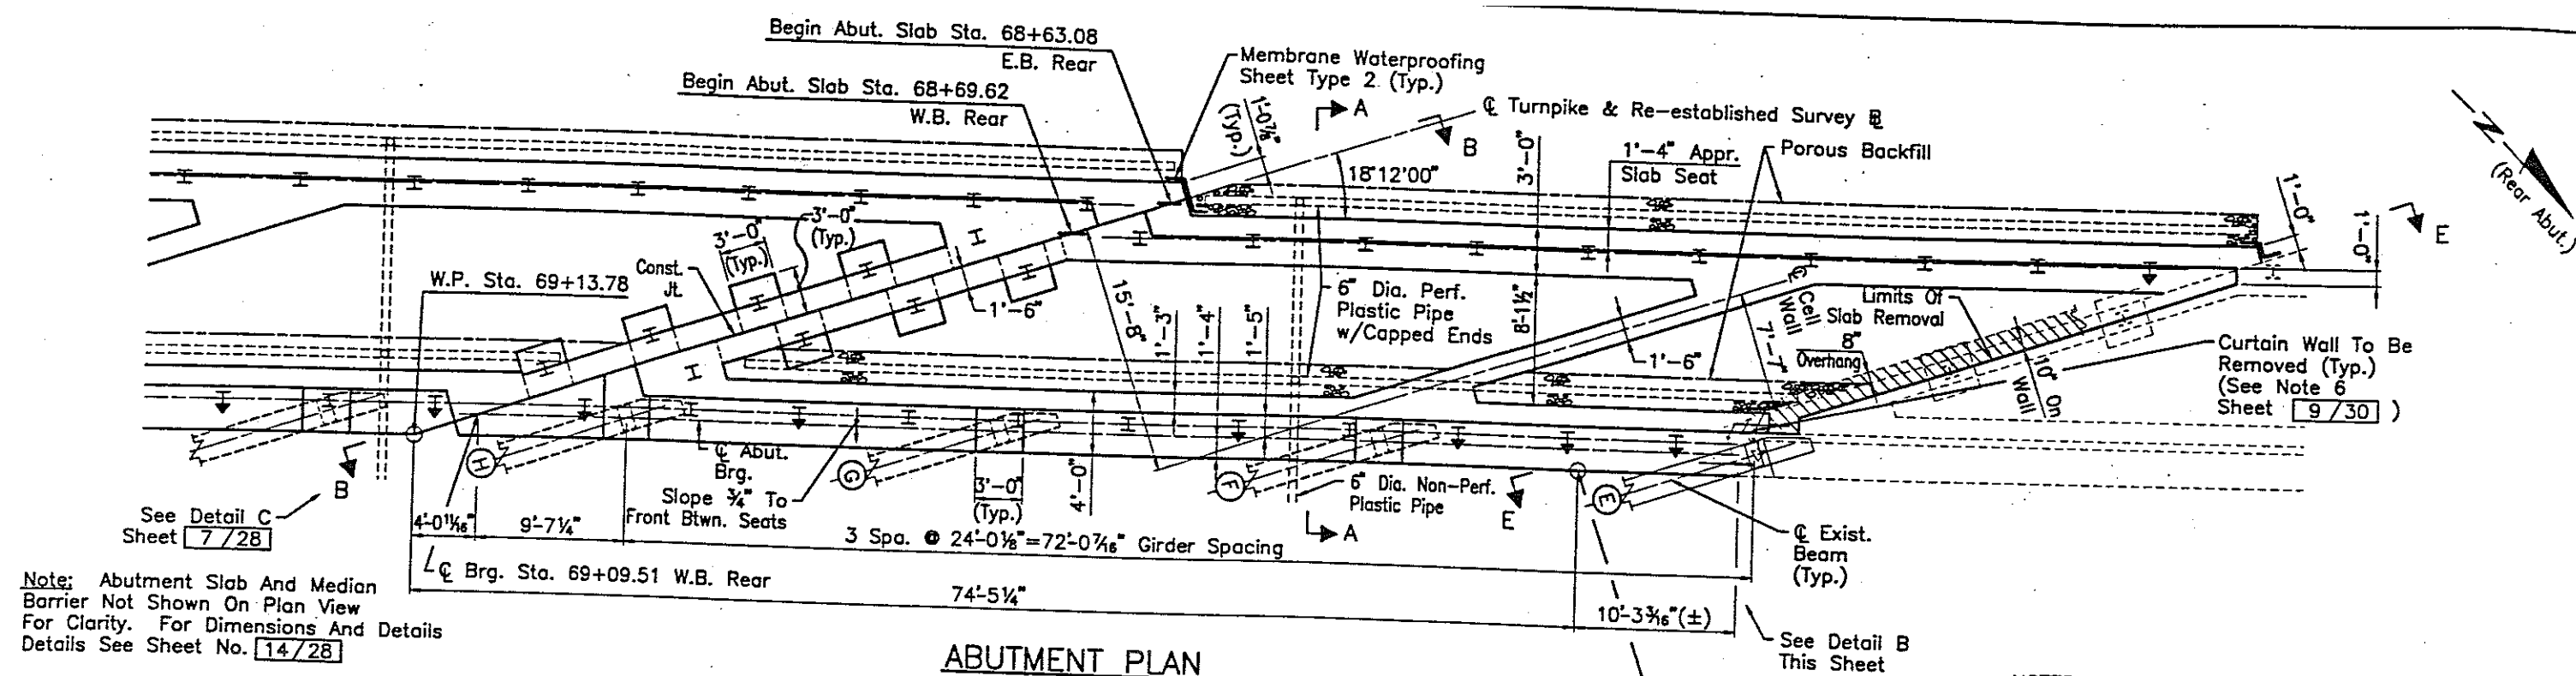 Begin Abut. Slab Sta. 68+63.08
E.B. Rear
Begin Abut. Slab Sta. 68+69.62
W.B. Rear
Membrane Waterproofing
Sheet Type 2 (Typ.)
1'-0⅞"
(Typ.)
A
B
℄ Turnpike & Re-established Survey ⅊
18°12'00"
3'-0"
1'-4" Appr.
Slab Seat
Porous Backfill
N
(Rear Abut.)
1'-0"
1'-0"
E
3'-0"
(Typ.)
3'-0"
(Typ.)
Const.
Jt.
W.P. Sta. 69+13.78
1'-6"
15'-8"
1'-3"
1'-4"
1'-5"
6" Dia. Perf.
Plastic Pipe
w/Capped Ends
8'-1½"
℄ Cell
Wall
1'-6"
7'-7"
Limits Of
Slab Removal
8"
Overhang
10" On
Wall
Curtain Wall To Be
Removed (Typ.)
(See Note 6
Sheet 9/30 )
B
H
G
F
E
℄ Abut.
Brg.
Slope ¾" To
Front Btwn. Seats
3'-0"
(Typ.)
4'-0"
6" Dia. Non-Perf.
Plastic Pipe
E
A
℄ Exist.
Beam
(Typ.)
See Detail C
Sheet 7/28
4'-0¹¹⁄₁₆"
9'-7¼"
3 Spa. @ 24'-0⅛"=72'-0⁷⁄₁₆" Girder Spacing
℄ Brg. Sta. 69+09.51 W.B. Rear
74'-5¼"
10'-3³⁄₁₆"(±)
See Detail B
This Sheet
Note: Abutment Slab And Median
Barrier Not Shown On Plan View
For Clarity. For Dimensions And Details
Details See Sheet No. 14/28
ABUTMENT PLAN